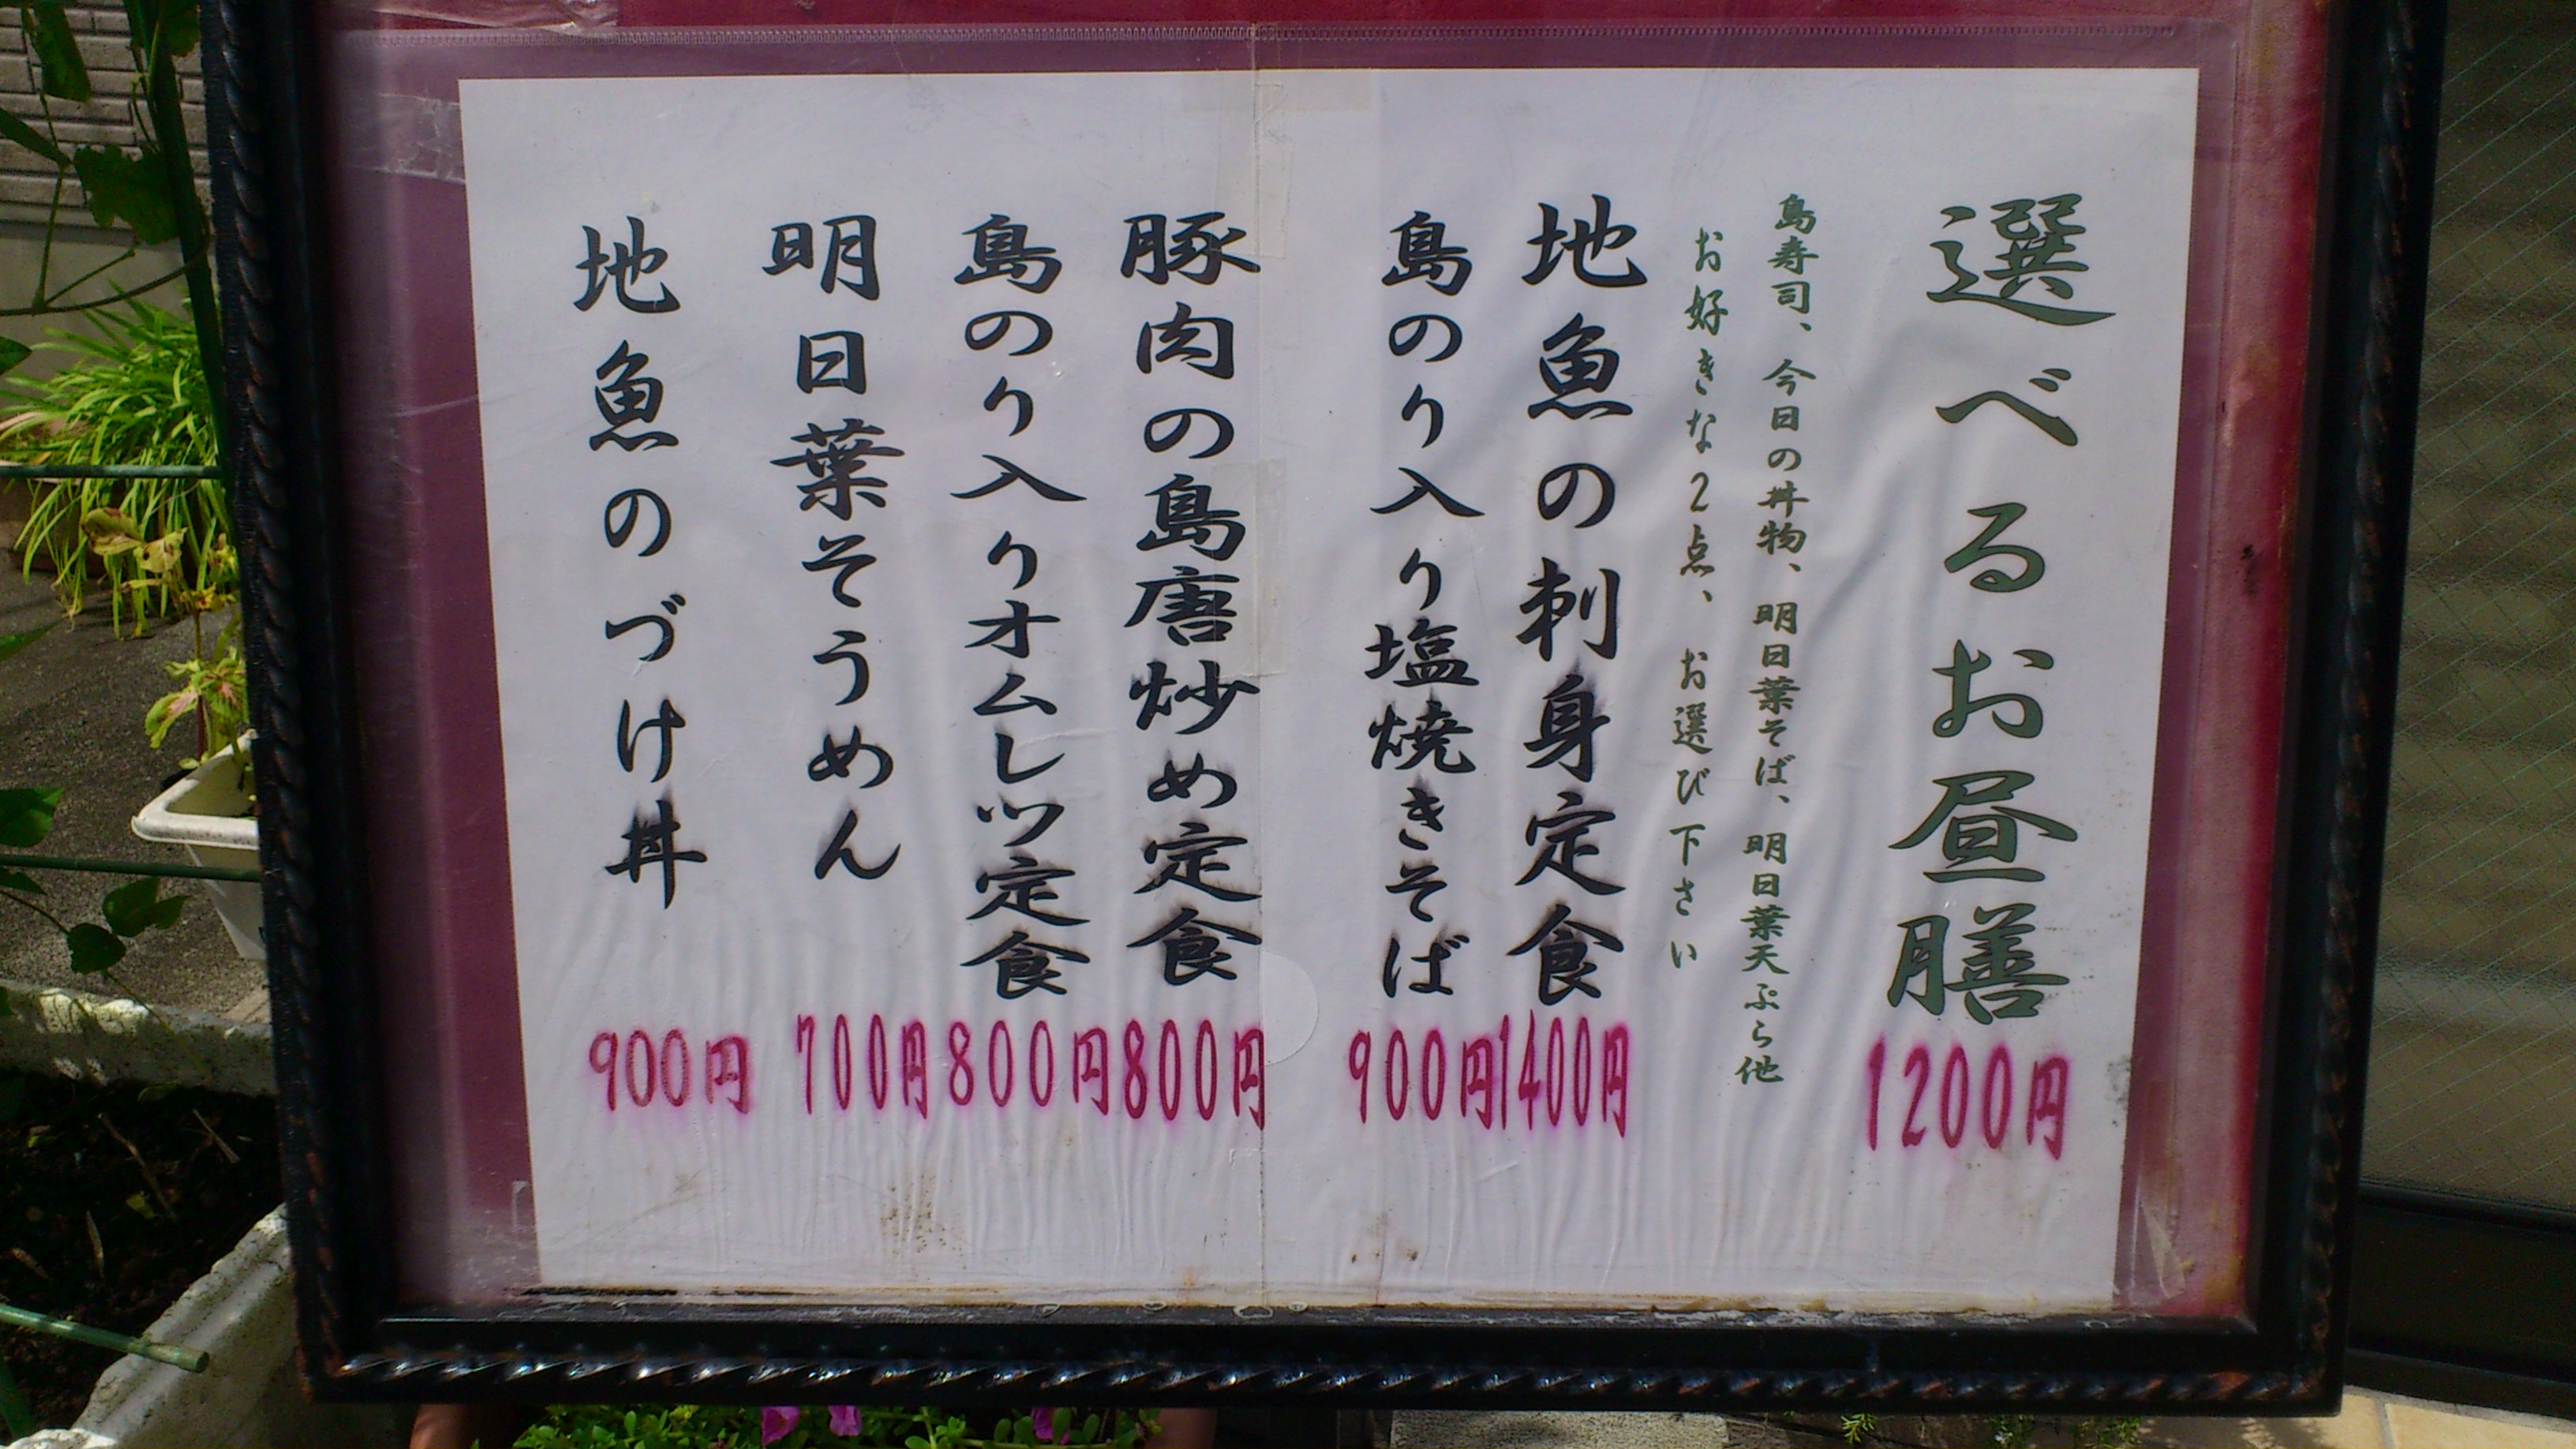 選べるお昼膳 1200円
島寿司、今日の丼物、明日葉そば、明日葉天ぷら他
お好きな2点、お選び下さい
地魚の刺身定食 1400円
島のり入り塩焼きそば 900円
豚肉の島唐炒め定食 800円
島のり入りオムレツ定食 800円
明日葉そうめん 700円
地魚のづけ丼 900円